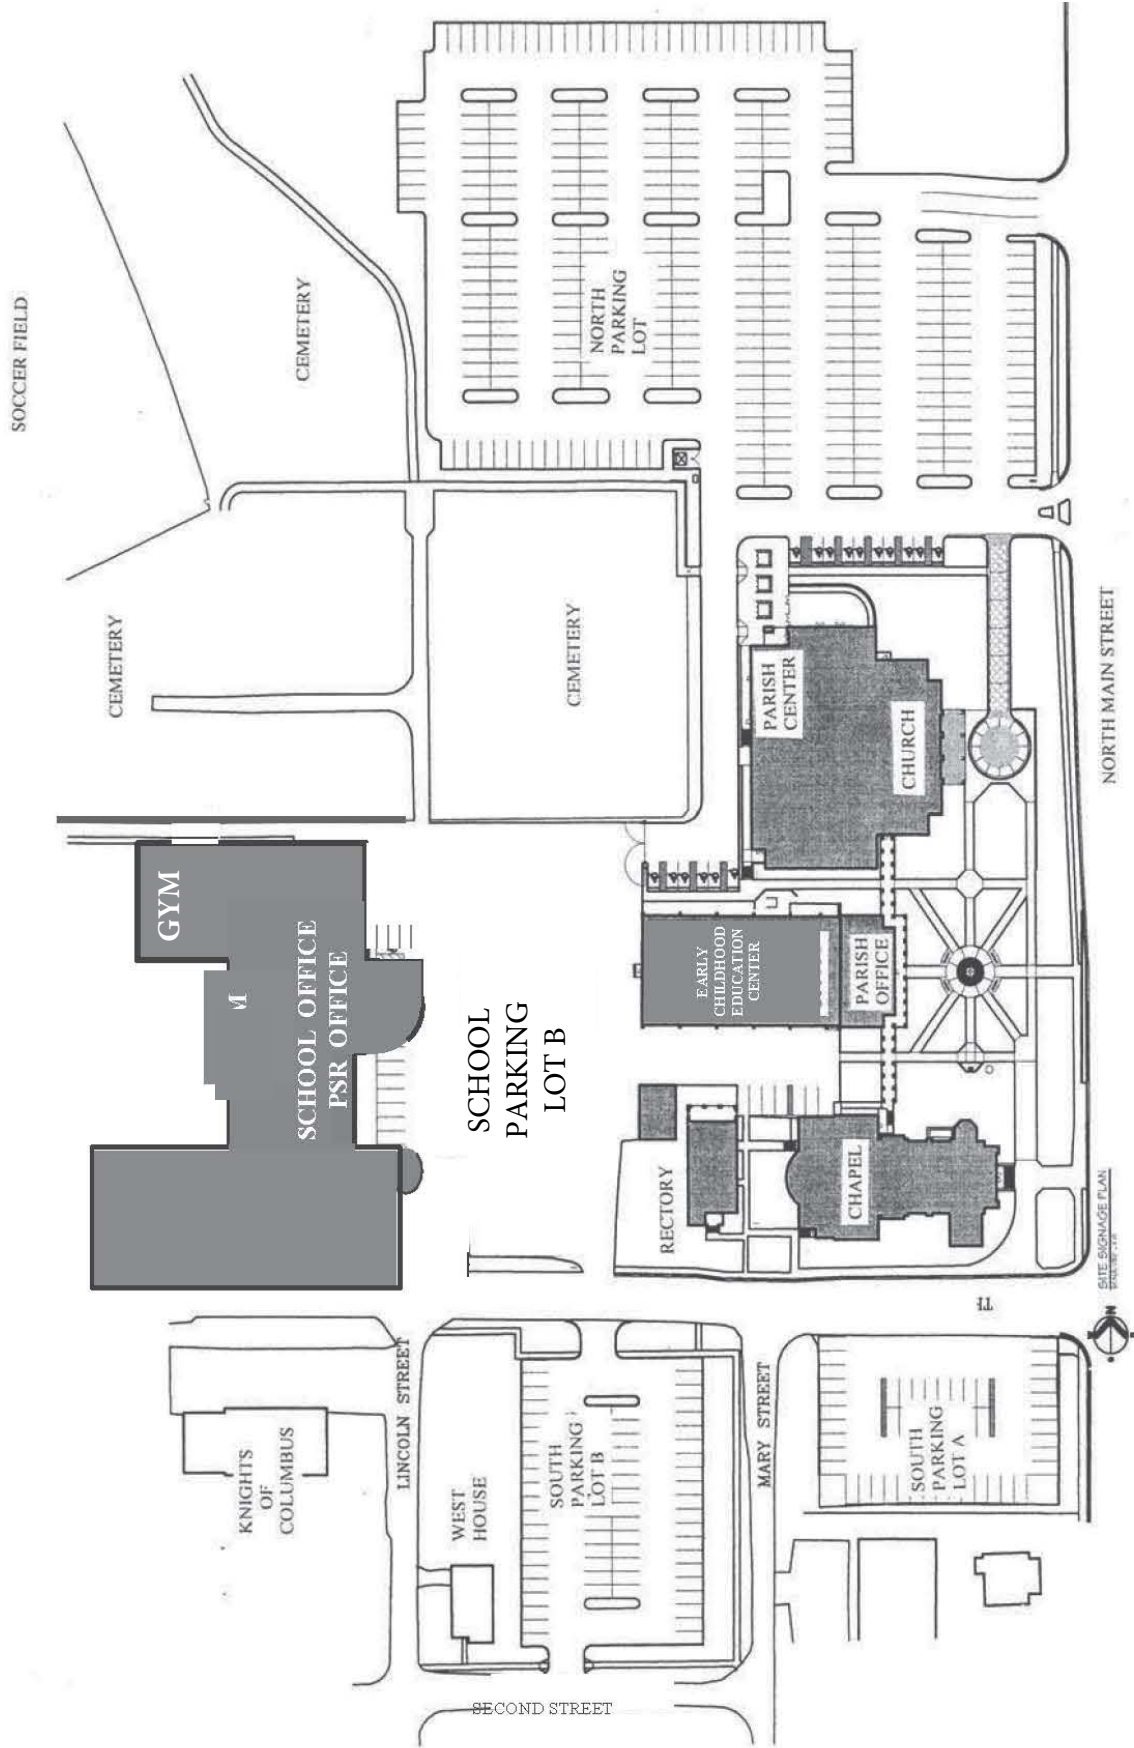 SOCCER FIELD
CEMETERY
NORTH
PARKING
LOT
CEMETERY
CEMETERY
GYM
SCHOOL OFFICE
PSR OFFICE
SCHOOL
PARKING
LOT B
EARLY
CHILDHOOD
EDUCATION
CENTER
PARISH
OFFICE
PARISH
CENTER
CHURCH
NORTH MAIN STREET
RECTORY
CHAPEL
SITE SIGNAGE PLAN
N
KNIGHTS
OF
COLUMBUS
LINCOLN STREET
WEST
HOUSE
SOUTH
PARKING
LOT B
MARY STREET
SOUTH
PARKING
LOT A
SECOND STREET